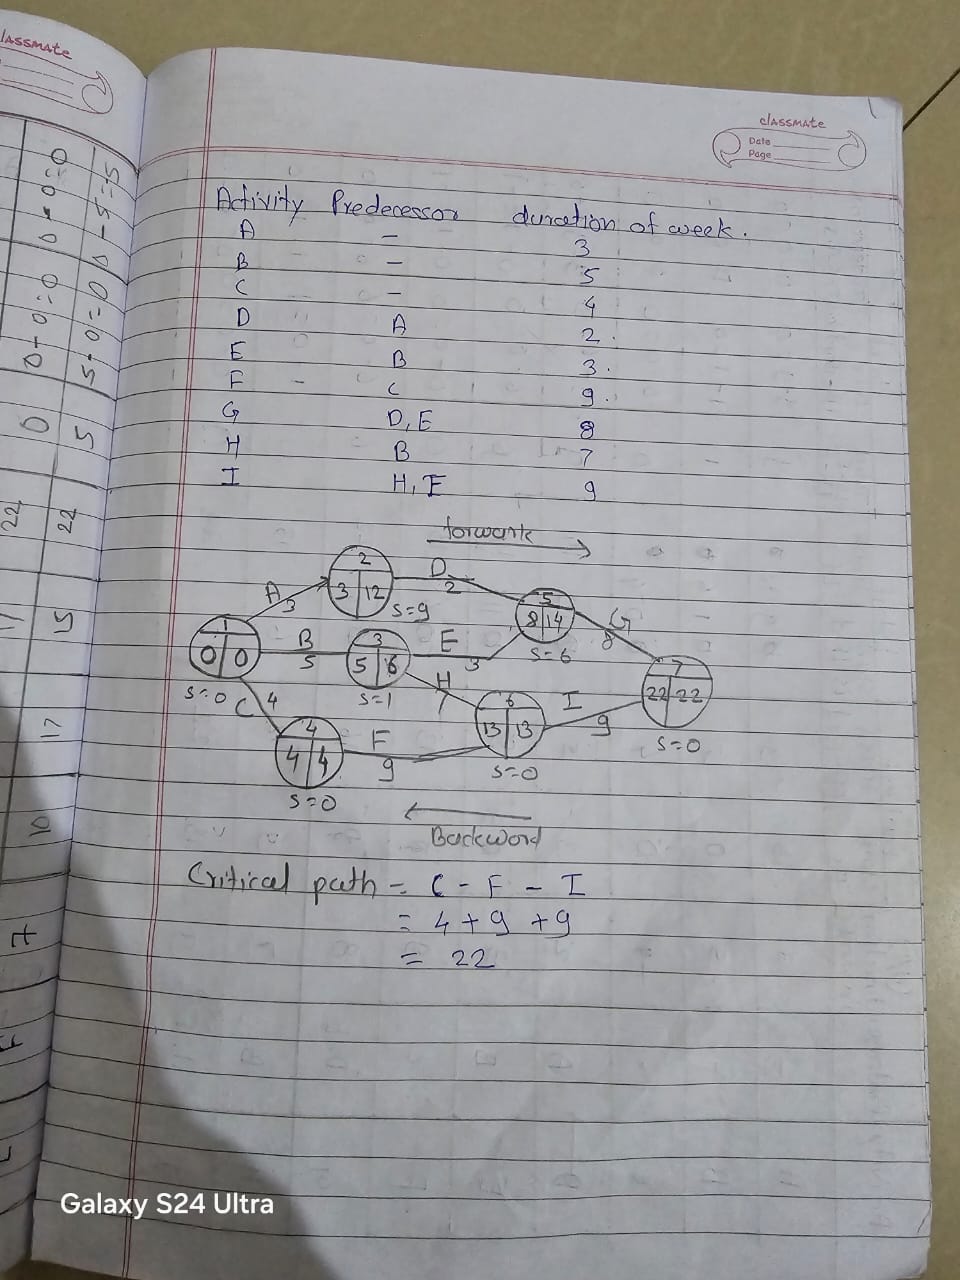 classmate
classmate
Date
Page
Activity Predecessor duration of week.
A - 3
B - 5
C - 4
D A 2.
E B 3.
F - C 9.
G D, E 8
H B 7
I H, F 9
forwark
2
3 12
S=9
A
3
D
2
5
8 14
S=6
G
8
1
0 0
S=0
B
5
3
5 6
S=1
E
3
H
7
7
22 22
S=0
C 4
4
4 4
S=0
F
9
6
13 13
S=0
I
9
Backword
Critical path = C - F - I
= 4 + 9 + 9
= 22
0-0=0 0-0=0
5-0=0 5-5=5
0
5
22
22
15
17
17
10
7
Galaxy S24 Ultra